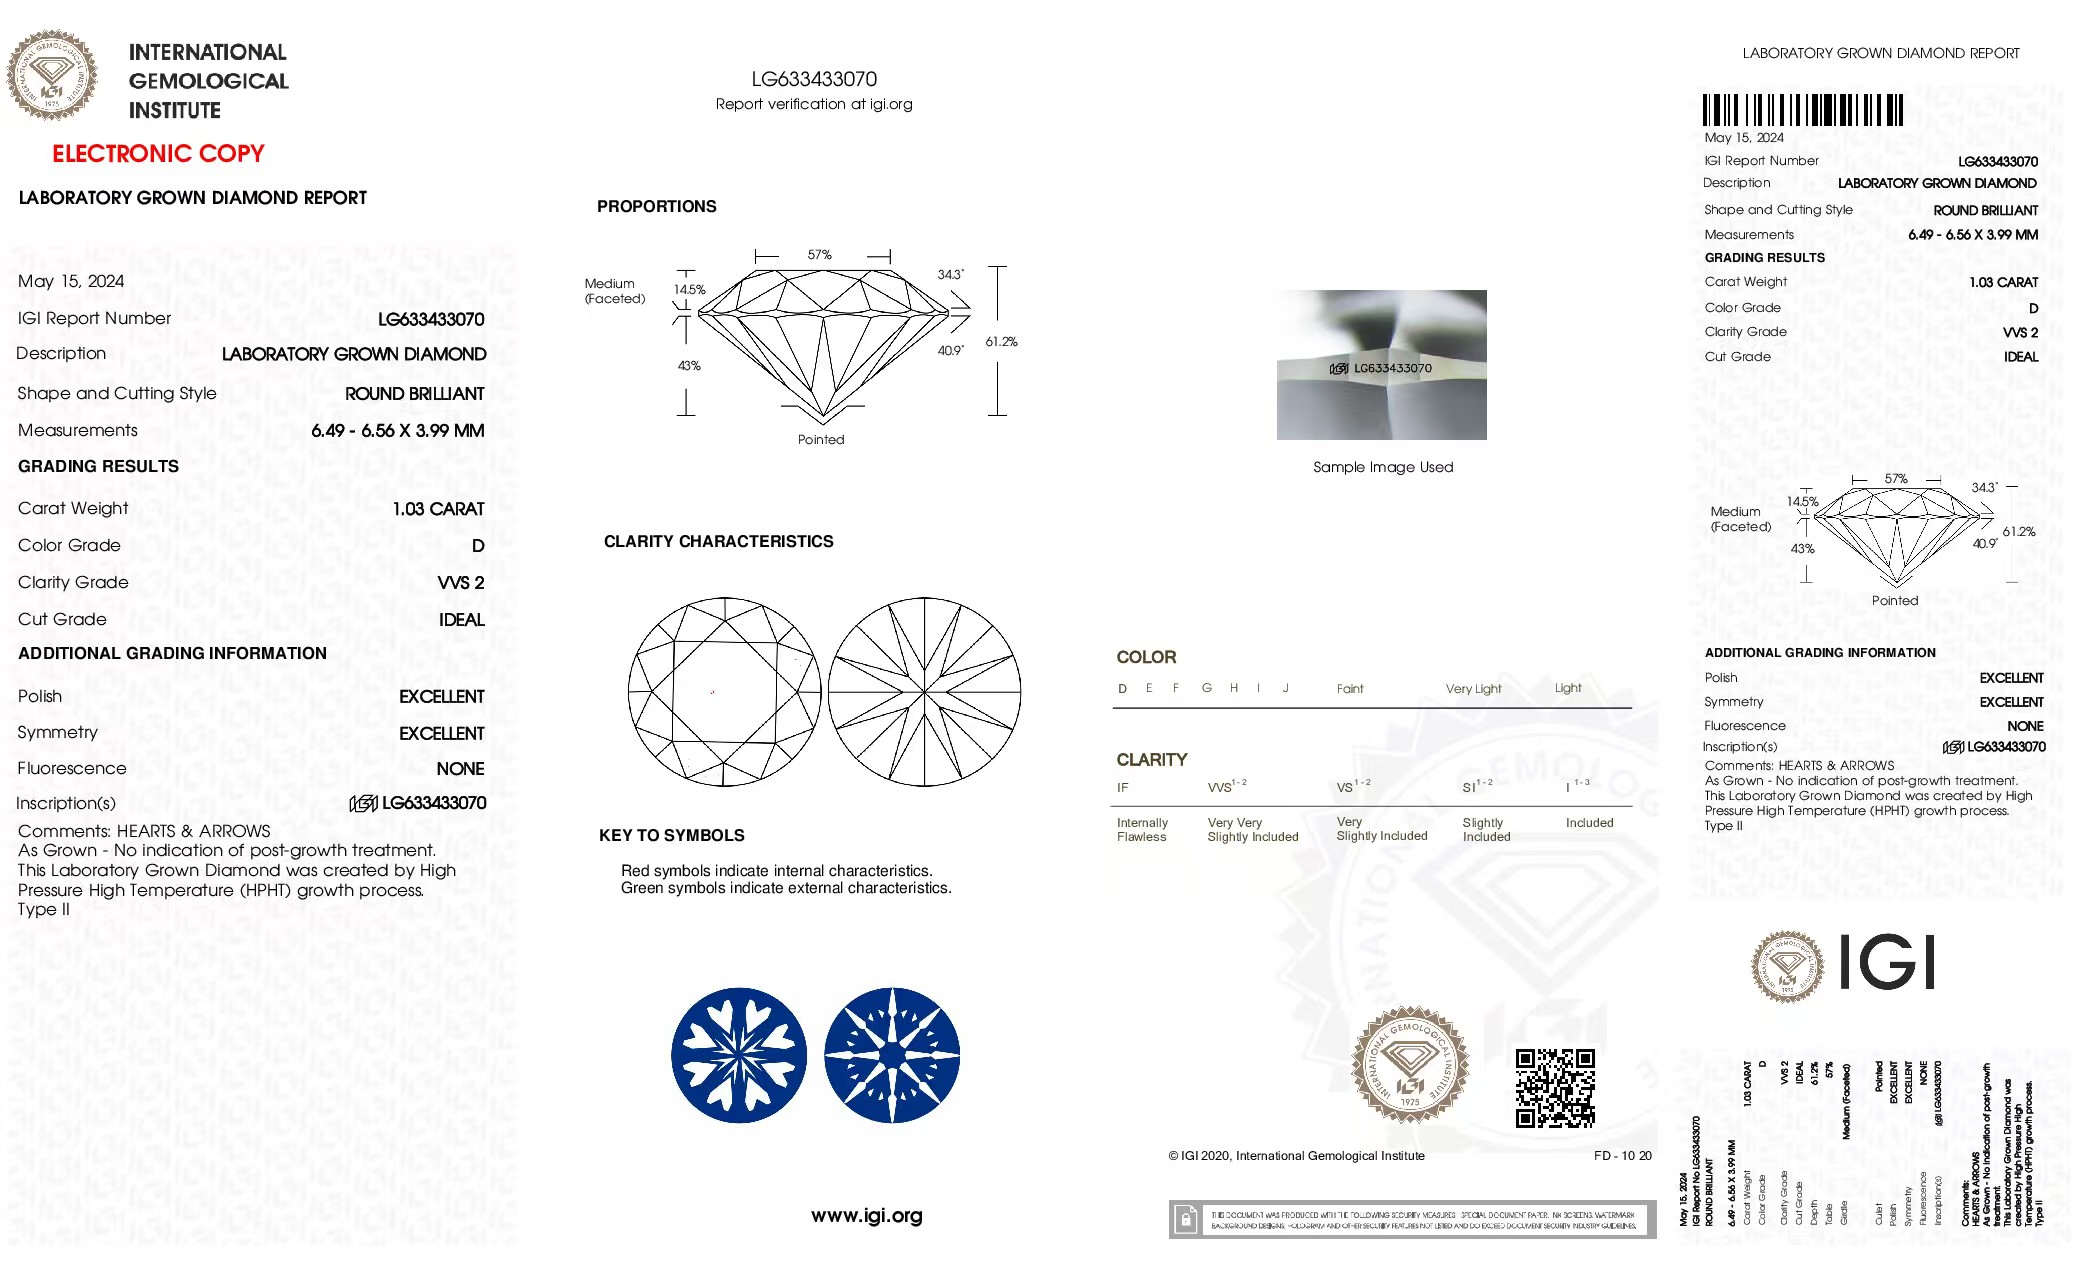 INTERNATIONAL
GEMOLOGICAL
INSTITUTE
ELECTRONIC COPY
LABORATORY GROWN DIAMOND REPORT
May 15, 2024
IGI Report Number LG633433070
Description LABORATORY GROWN DIAMOND
Shape and Cutting Style ROUND BRILLIANT
Measurements 6.49 - 6.56 X 3.99 MM
GRADING RESULTS
Carat Weight 1.03 CARAT
Color Grade D
Clarity Grade VVS 2
Cut Grade IDEAL
ADDITIONAL GRADING INFORMATION
Polish EXCELLENT
Symmetry EXCELLENT
Fluorescence NONE
Inscription(s) IGI LG633433070
Comments: HEARTS & ARROWS
As Grown - No indication of post-growth treatment.
This Laboratory Grown Diamond was created by High
Pressure High Temperature (HPHT) growth process.
Type II
LG633433070
Report verification at igi.org
PROPORTIONS
57%
Medium
(Faceted)
14.5%
34.3°
43%
40.9°
61.2%
Pointed
CLARITY CHARACTERISTICS
KEY TO SYMBOLS
Red symbols indicate internal characteristics.
Green symbols indicate external characteristics.
www.igi.org
IGI LG633433070
Sample Image Used
COLOR
D E F G H I J Faint Very Light Light
CLARITY
IF VVS1-2 VS1-2 SI1-2 I1-3
Internally Very Very Very Slightly Included
Flawless Slightly Included Slightly Included Included
INTERNATIONAL GEMOLOGICAL INSTITUTE
IGI
1975
© IGI 2020, International Gemological Institute FD - 10 20
THIS DOCUMENT WAS PRODUCED WITH THE FOLLOWING SECURITY MEASURES: SPECIAL DOCUMENT PAPER, INK SCREENS, WATERMARK
BACKGROUND DESIGNS, HOLOGRAM AND OTHER SECURITY FEATURES NOT LISTED AND DO EXCEED DOCUMENT SECURITY INDUSTRY GUIDELINES.
LABORATORY GROWN DIAMOND REPORT
May 15, 2024
IGI Report Number LG633433070
Description LABORATORY GROWN DIAMOND
Shape and Cutting Style ROUND BRILLIANT
Measurements 6.49 - 6.56 X 3.99 MM
GRADING RESULTS
Carat Weight 1.03 CARAT
Color Grade D
Clarity Grade VVS 2
Cut Grade IDEAL
57%
14.5%
34.3°
Medium
(Faceted)
43%
40.9°
61.2%
Pointed
ADDITIONAL GRADING INFORMATION
Polish EXCELLENT
Symmetry EXCELLENT
Fluorescence NONE
Inscription(s) IGI LG633433070
Comments: HEARTS & ARROWS
As Grown - No indication of post-growth treatment.
This Laboratory Grown Diamond was created by High
Pressure High Temperature (HPHT) growth process.
Type II
IGI
May 15, 2024
IGI Report No LG633433070
ROUND BRILLIANT
6.49 - 6.56 X 3.99 MM
Carat Weight 1.03 CARAT
Color Grade D
Clarity Grade VVS 2
Cut Grade IDEAL
Depth 61.2%
Table 57%
Girdle Medium (Faceted)
Culet Pointed
Polish EXCELLENT
Symmetry EXCELLENT
Fluorescence NONE
Inscription(s) IGI LG633433070
Comments:
HEARTS & ARROWS
As Grown - No indication of post-growth
treatment.
This Laboratory Grown Diamond was
created by High Pressure High
Temperature (HPHT) growth process.
Type II